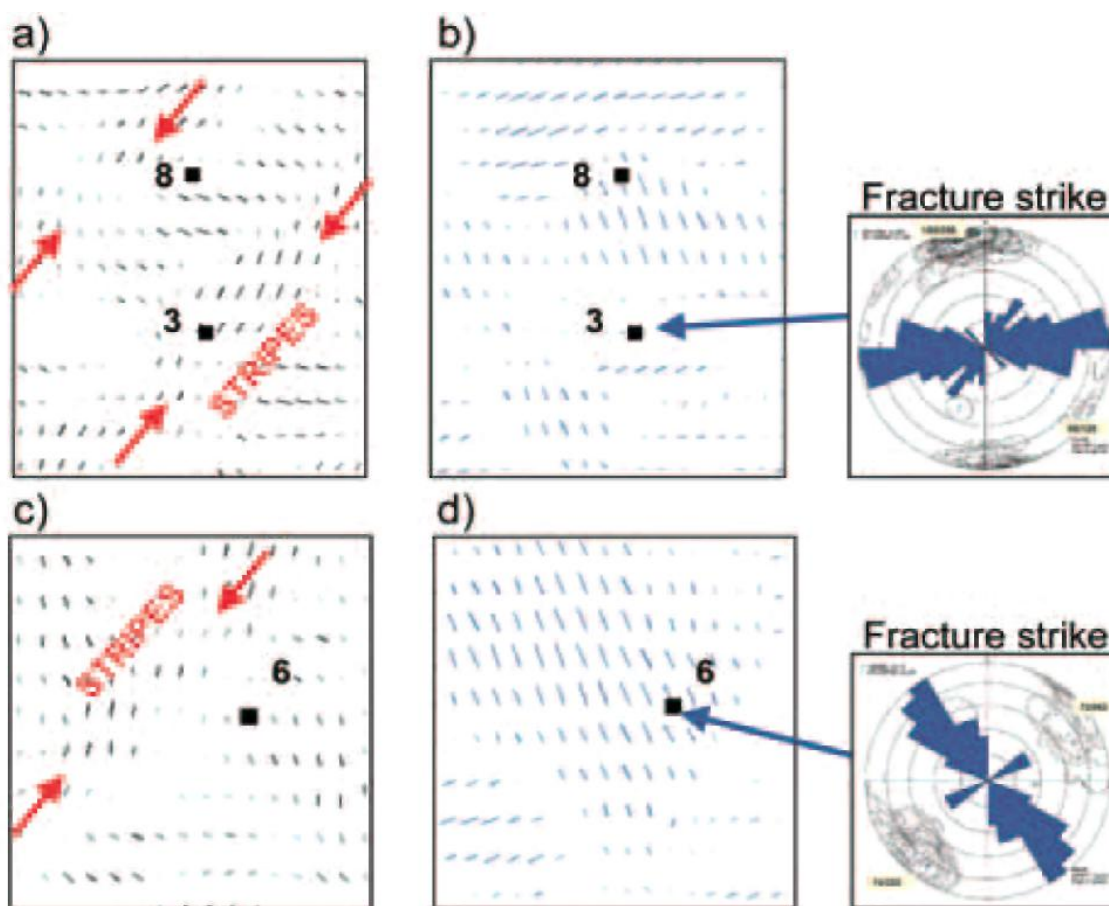 a)
b)
8
8
3
3
STRIPES
Fracture strike
c)
d)
STRIPES
6
6
Fracture strike